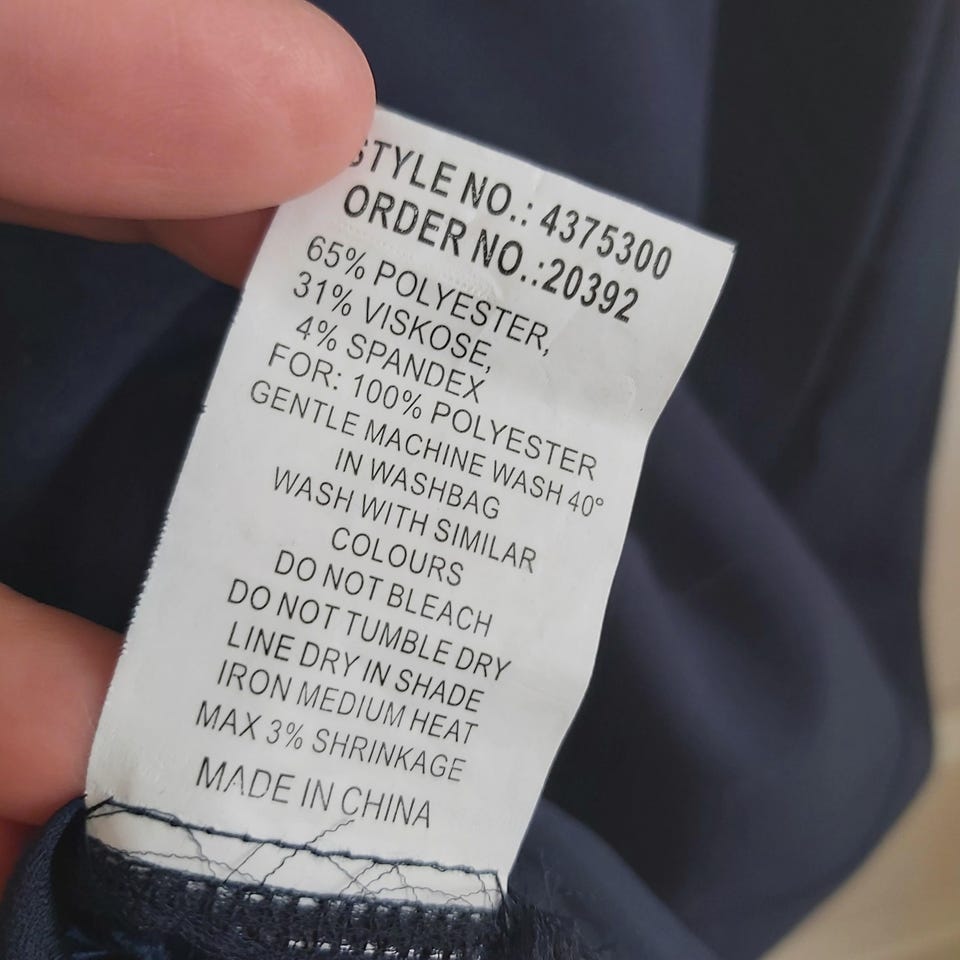 STYLE NO.: 4375300
ORDER NO.:20392
65% POLYESTER,
31% VISKOSE,
4% SPANDEX
FOR: 100% POLYESTER
GENTLE MACHINE WASH 40°
IN WASHBAG
WASH WITH SIMILAR
COLOURS
DO NOT BLEACH
DO NOT TUMBLE DRY
LINE DRY IN SHADE
IRON MEDIUM HEAT
MAX 3% SHRINKAGE
MADE IN CHINA